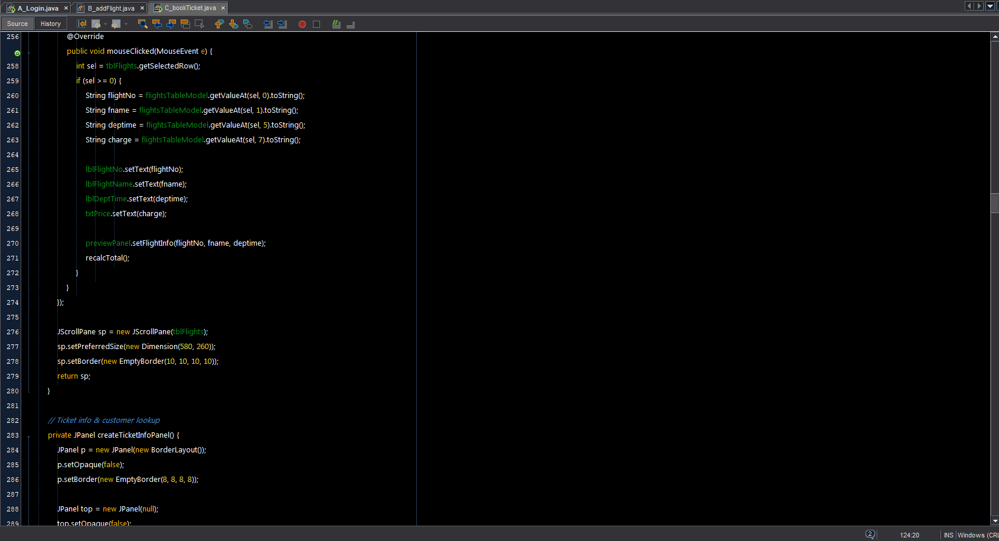 A_Login.java × B_addFlight.java × C_bookTicket.java ×
Source History
256 @Override
public void mouseClicked(MouseEvent e) {
258 int sel = tblFlights.getSelectedRow();
259 if (sel >= 0) {
260 String flightNo = flightsTableModel.getValueAt(sel, 0).toString();
261 String fname = flightsTableModel.getValueAt(sel, 1).toString();
262 String deptime = flightsTableModel.getValueAt(sel, 5).toString();
263 String charge = flightsTableModel.getValueAt(sel, 7).toString();
264
265 lblFlightNo.setText(flightNo);
266 lblFlightName.setText(fname);
267 lblDeptTime.setText(deptime);
268 txtPrice.setText(charge);
269
270 previewPanel.setFlightInfo(flightNo, fname, deptime);
271 recalcTotal();
272 }
273 }
274 });
275
276 JScrollPane sp = new JScrollPane(tblFlights);
277 sp.setPreferredSize(new Dimension(580, 260));
278 sp.setBorder(new EmptyBorder(10, 10, 10, 10));
279 return sp;
280 }
281
282 // Ticket info & customer lookup
283 private JPanel createTicketInfoPanel() {
284 JPanel p = new JPanel(new BorderLayout());
285 p.setOpaque(false);
286 p.setBorder(new EmptyBorder(8, 8, 8, 8));
287
288 JPanel top = new JPanel(null);
289 top.setOpaque(false);
2 124:20 INS Windows (CRL